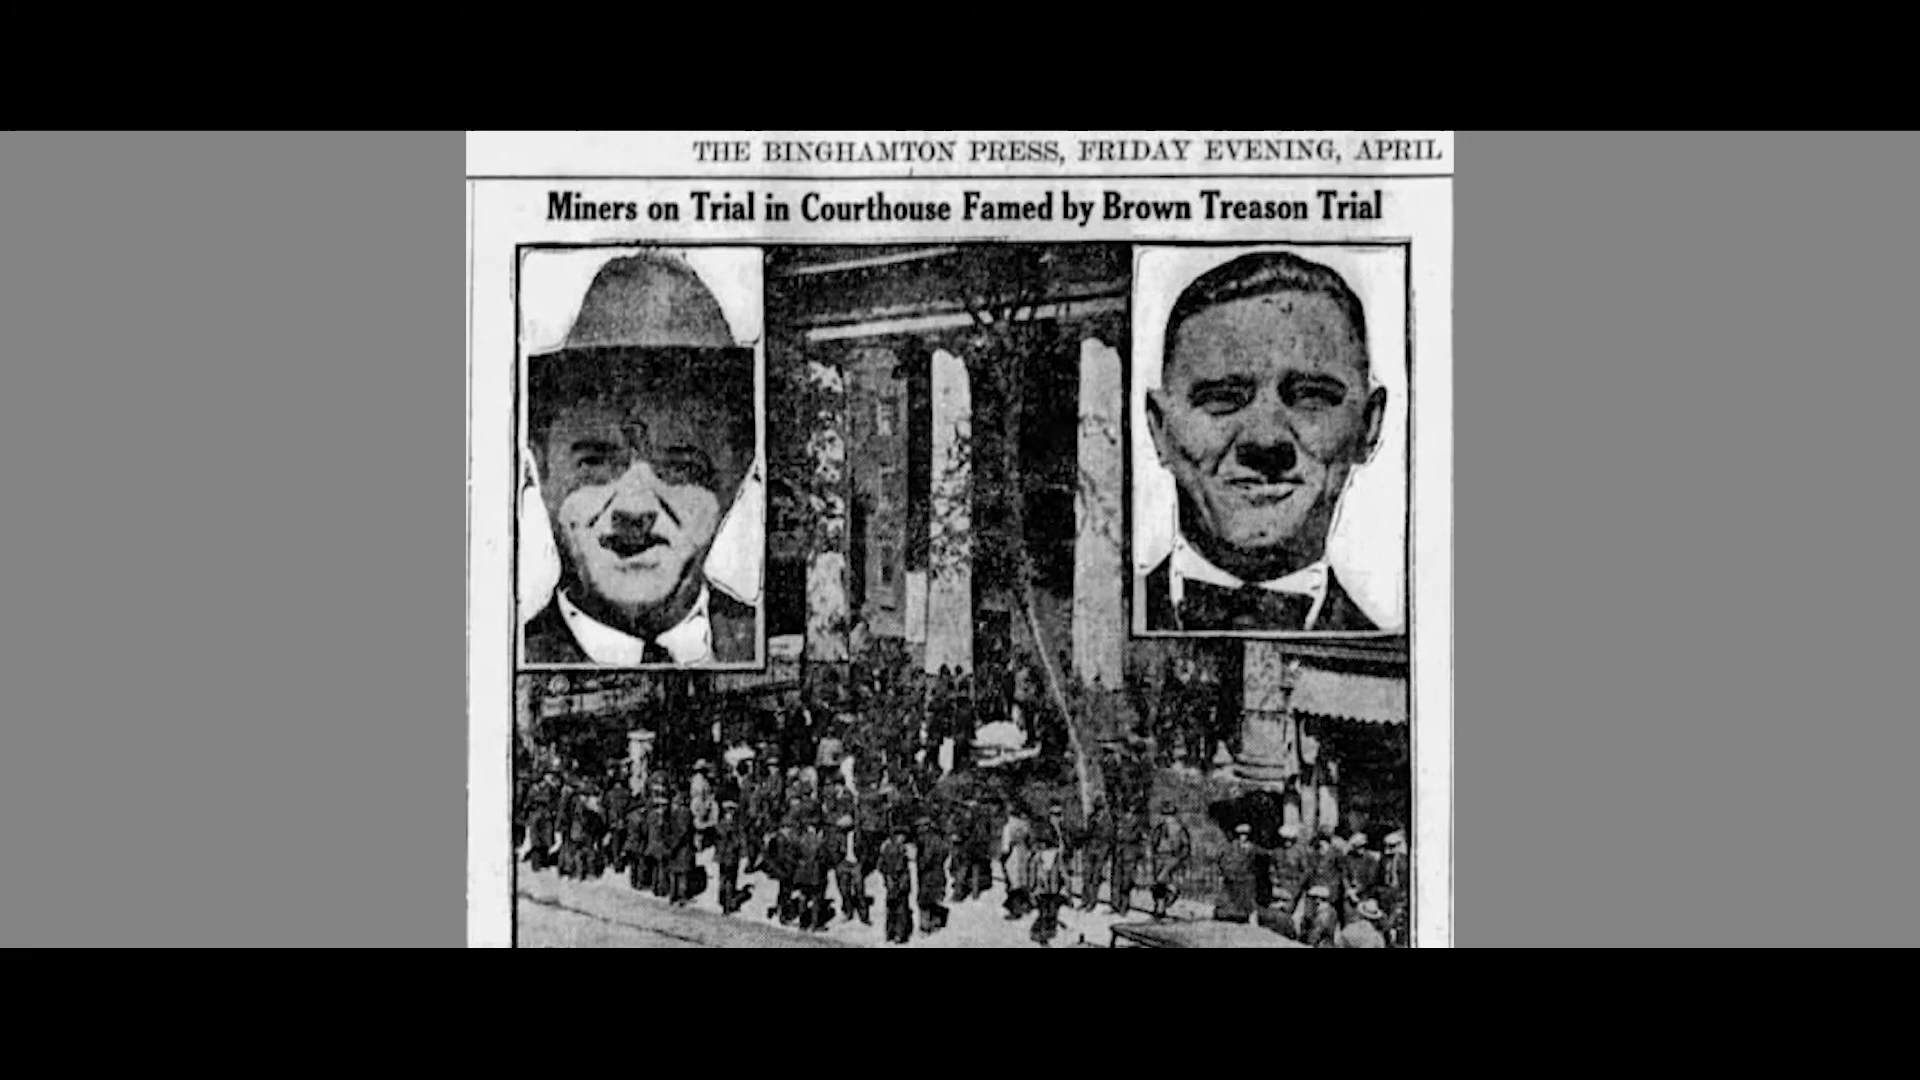 THE BINGHAMTON PRESS, FRIDAY EVENING, APRIL
Miners on Trial in Courthouse Famed by Brown Treason Trial